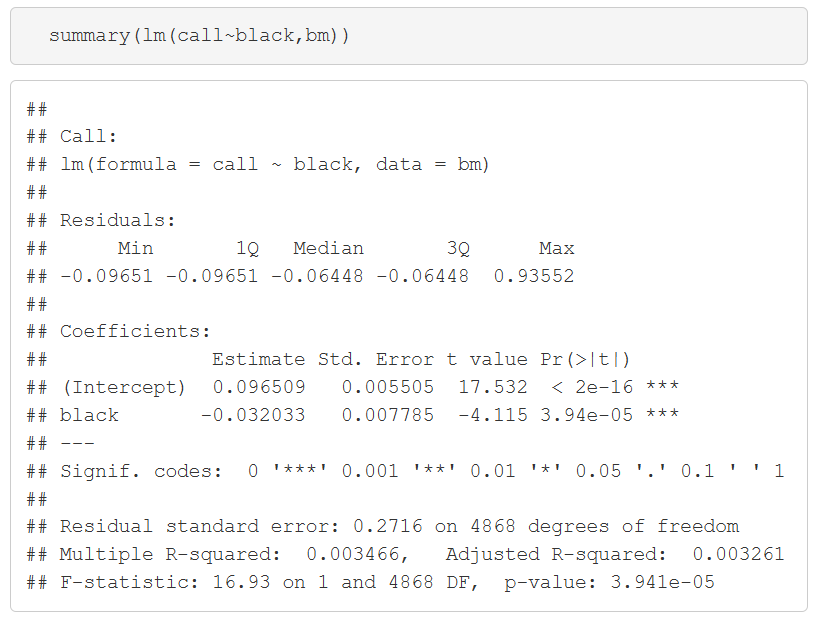 summary(lm(call~black,bm))
##
## Call:
## lm(formula = call ~ black, data = bm)
##
## Residuals:
##      Min       1Q   Median       3Q      Max
## -0.09651 -0.09651 -0.06448 -0.06448  0.93552
##
## Coefficients:
##              Estimate Std. Error t value Pr(>|t|)
## (Intercept)  0.096509   0.005505  17.532  < 2e-16 ***
## black       -0.032033   0.007785  -4.115 3.94e-05 ***
## ---
## Signif. codes:  0 '***' 0.001 '**' 0.01 '*' 0.05 '.' 0.1 ' ' 1
##
## Residual standard error: 0.2716 on 4868 degrees of freedom
## Multiple R-squared:  0.003466,   Adjusted R-squared:  0.003261
## F-statistic: 16.93 on 1 and 4868 DF,  p-value: 3.941e-05